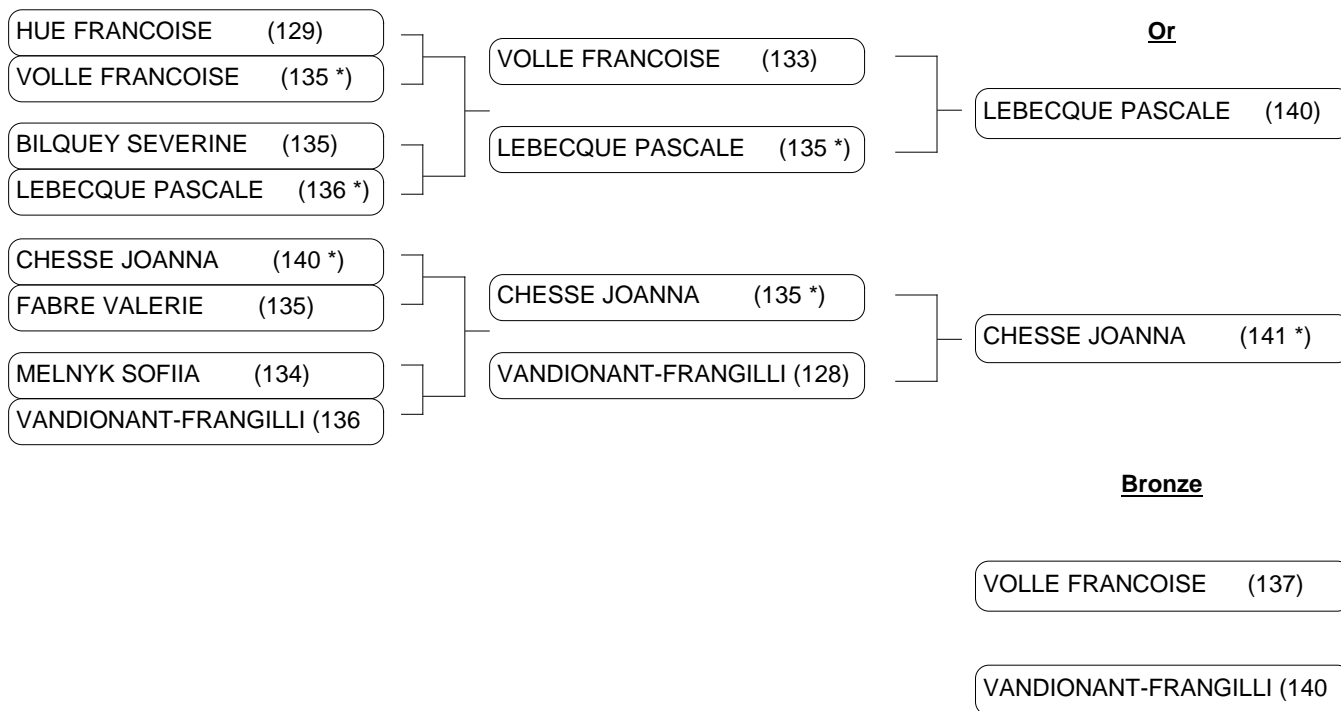 HUE FRANCOISE (129)
VOLLE FRANCOISE (135 *)
BILQUEY SEVERINE (135)
LEBECQUE PASCALE (136 *)
CHESSE JOANNA (140 *)
FABRE VALERIE (135)
MELNYK SOFIIA (134)
VANDIONANT-FRANGILLI (136
VOLLE FRANCOISE (133)
LEBECQUE PASCALE (135 *)
CHESSE JOANNA (135 *)
VANDIONANT-FRANGILLI (128)
Or
LEBECQUE PASCALE (140)
CHESSE JOANNA (141 *)
Bronze
VOLLE FRANCOISE (137)
VANDIONANT-FRANGILLI (140